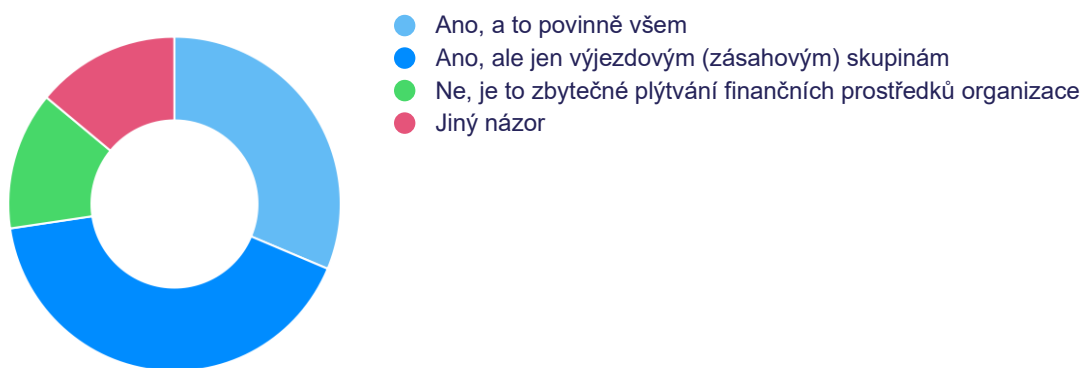 Ano, a to povinně všem
Ano, ale jen výjezdovým (zásahovým) skupinám
Ne, je to zbytečné plýtvání finančních prostředků organizace
Jiný názor